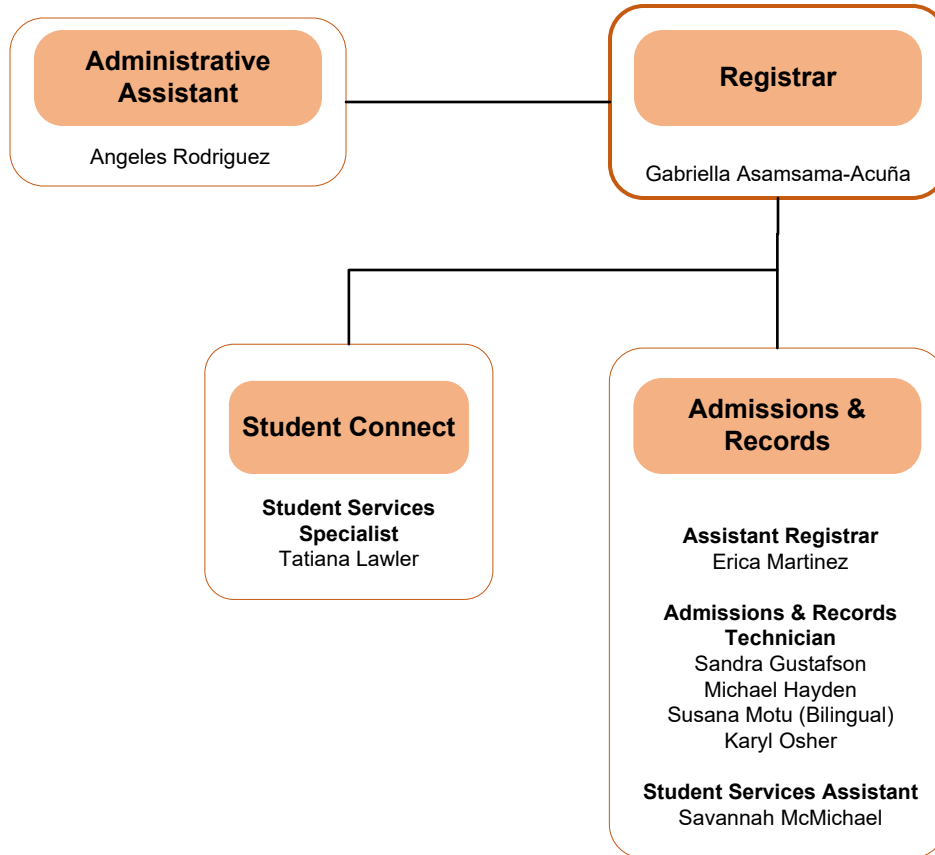 Administrative
Assistant
Angeles Rodriguez
Registrar
Gabriella Asamsama-Acuña
Student Connect
Student Services
Specialist
Tatiana Lawler
Admissions &
Records
Assistant Registrar
Erica Martinez
Admissions & Records
Technician
Sandra Gustafson
Michael Hayden
Susana Motu (Bilingual)
Karyl Osher
Student Services Assistant
Savannah McMichael